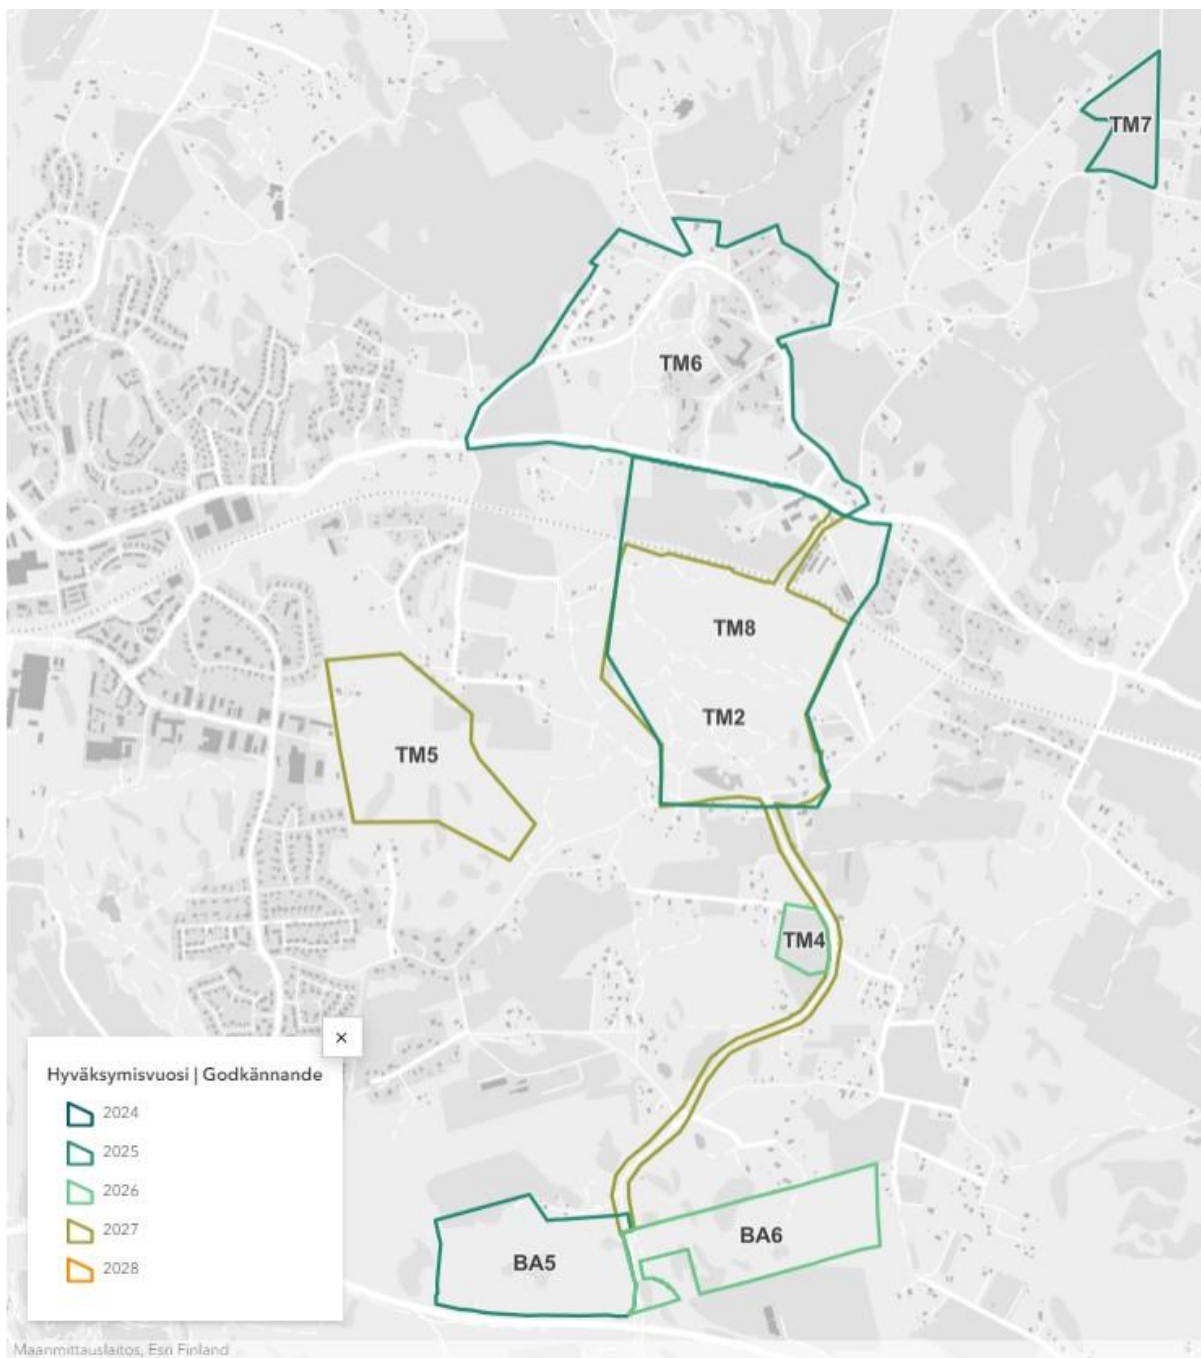 TM7
TM6
TM8
TM2
TM5
TM4
×
Hyväksymisvuosi | Godkännande
2024
2025
2026
2027
2028
BA6
BA5
Maanmittauslaitos, Esri Finland